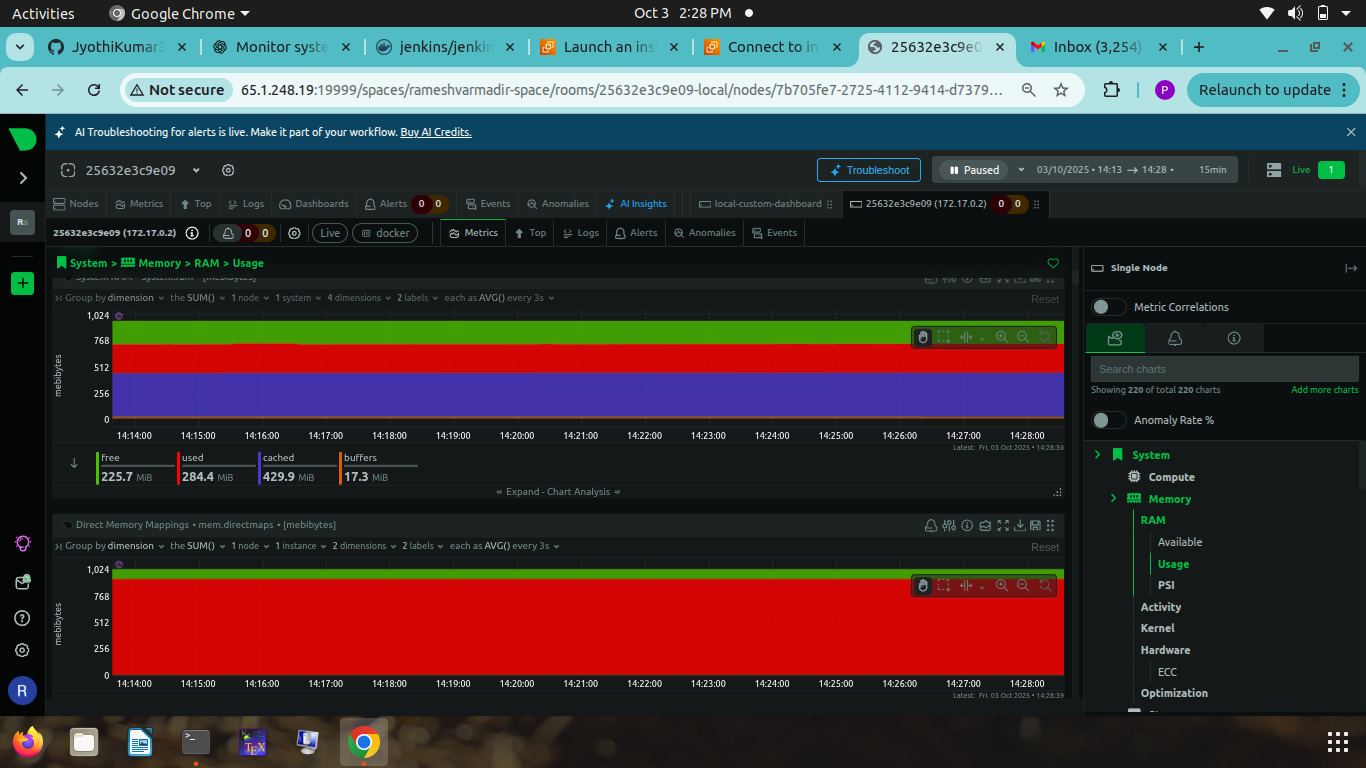 Activities
Google Chrome
Oct 3 2:28 PM
JyothiKumar
Monitor syste
jenkins/jenki
Launch an ins
Connect to in
25632e3c9e0
Inbox (3,254)
Not secure
65.1.248.19:19999/spaces/rameshvarmadir-space/rooms/25632e3c9e09-local/nodes/7b705fe7-2725-4112-9414-d7379...
P
Relaunch to update
AI Troubleshooting for alerts is live. Make it part of your workflow. Buy AI Credits.
25632e3c9e09
Troubleshoot
Paused
03/10/2025 • 14:13 → 14:28 •
15min
Live
1
Rs
Nodes
Metrics
Top
Logs
Dashboards
Alerts
0
0
Events
Anomalies
AI Insights
local-custom-dashboard
25632e3c9e09 (172.17.0.2)
0
0
25632e3c9e09 (172.17.0.2)
0
0
Live
docker
Metrics
Top
Logs
Alerts
Anomalies
Events
System > Memory > RAM > Usage
System RAM • system.ram • [mebibytes]
Group by dimension the SUM() 1 node 1 system 4 dimensions 2 labels each as AVG() every 3s
Reset
mebibytes
1,024
768
512
256
0
14:14:00 14:15:00 14:16:00 14:17:00 14:18:00 14:19:00 14:20:00 14:21:00 14:22:00 14:23:00 14:24:00 14:25:00 14:26:00 14:27:00 14:28:00
Latest: Fri, 03 Oct 2025 • 14:28:36
free
225.7 MiB
used
284.4 MiB
cached
429.9 MiB
buffers
17.3 MiB
Expand - Chart Analysis
Direct Memory Mappings • mem.directmaps • [mebibytes]
Group by dimension the SUM() 1 node 1 instance 2 dimensions 2 labels each as AVG() every 3s
Reset
mebibytes
1,024
768
512
256
0
14:14:00 14:15:00 14:16:00 14:17:00 14:18:00 14:19:00 14:20:00 14:21:00 14:22:00 14:23:00 14:24:00 14:25:00 14:26:00 14:27:00 14:28:00
Latest: Fri, 03 Oct 2025 • 14:28:39
Single Node
Metric Correlations
Search charts
Showing 220 of total 220 charts
Add more charts
Anomaly Rate %
System
Compute
Memory
RAM
Available
Usage
PSI
Activity
Kernel
Hardware
ECC
Optimization
R
TEX